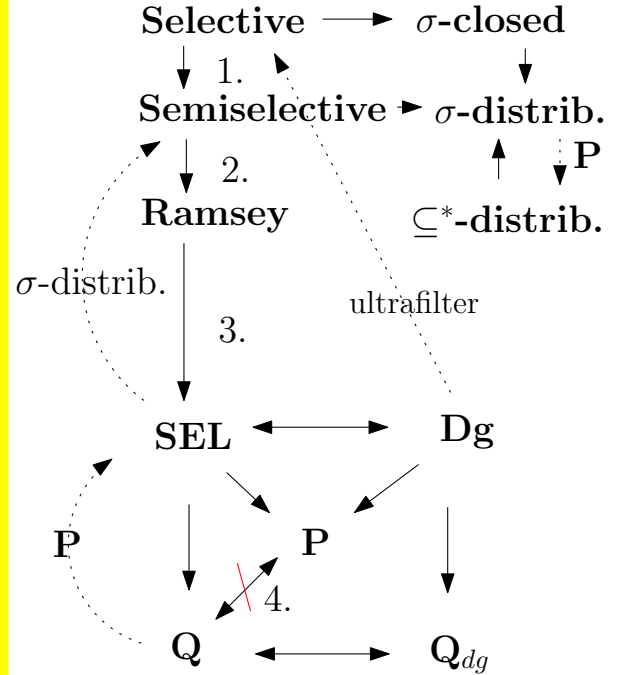 Selective σ-closed
1.
Semiselective σ-distrib.
2. P
Ramsey ⊆*-distrib.
σ-distrib. ultrafilter
3.
SEL Dg
P P
4.
Q Q_dg